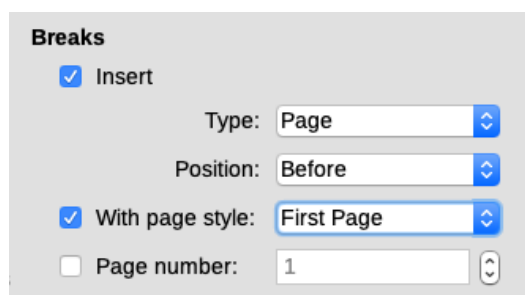 Breaks
Insert
Type: Page
Position: Before
With page style: First Page
Page number: 1